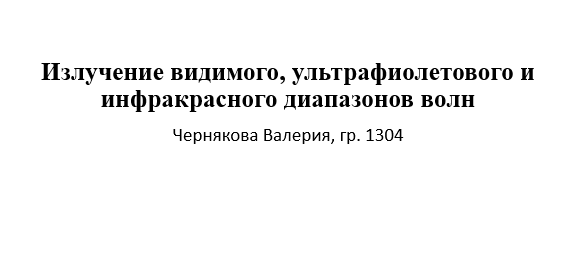 Излучение видимого, ультрафиолетового и
инфракрасного диапазонов волн
Чернякова Валерия, гр. 1304